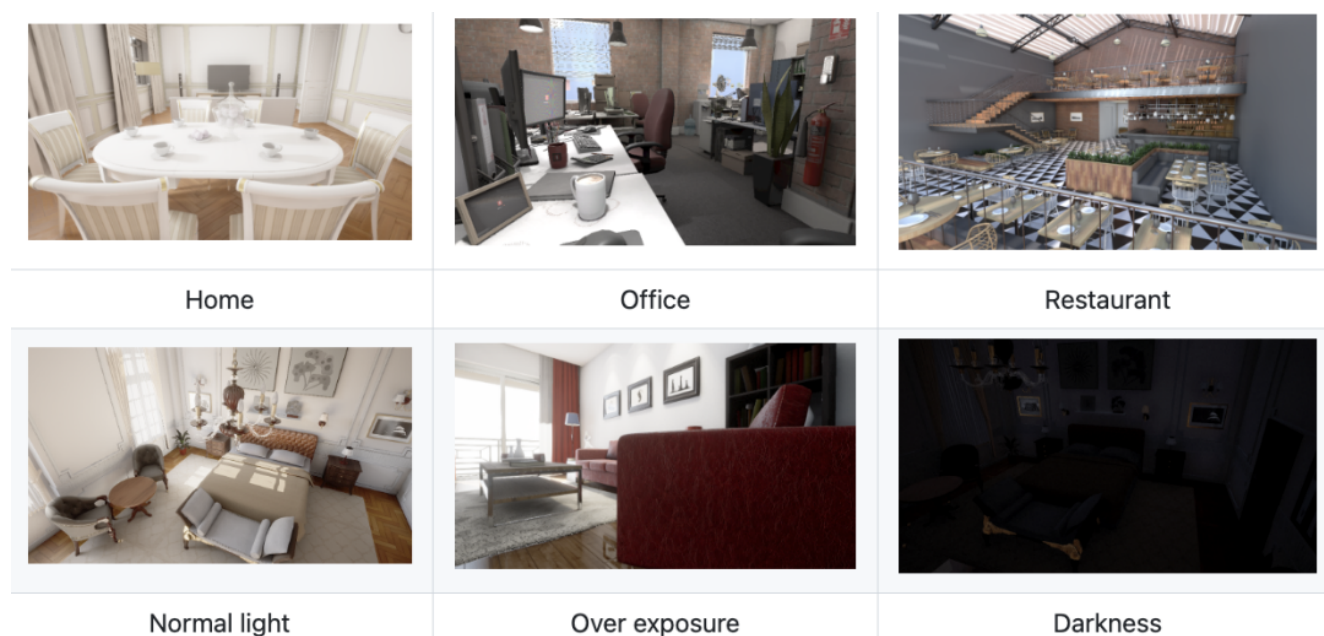 Home
Office
Restaurant
Normal light
Over exposure
Darkness